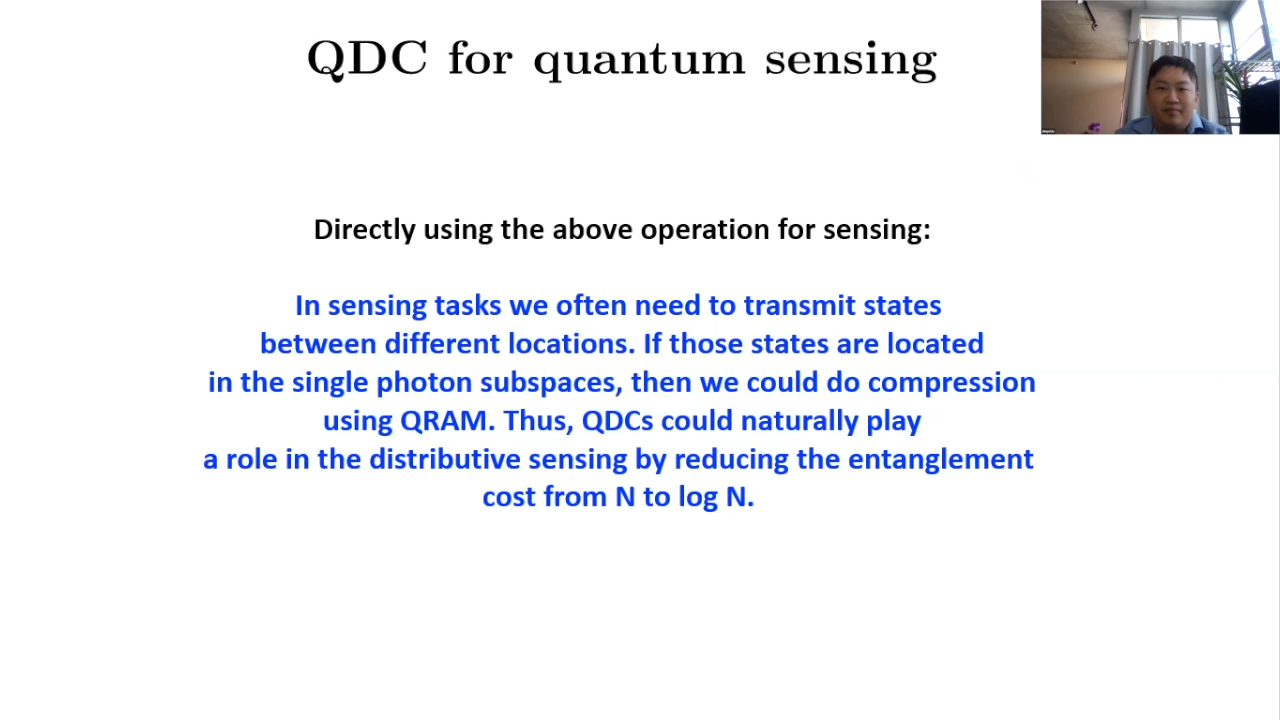 QDC for quantum sensing
Directly using the above operation for sensing:
In sensing tasks we often need to transmit states
between different locations. If those states are located
in the single photon subspaces, then we could do compression
using QRAM. Thus, QDCs could naturally play
a role in the distributive sensing by reducing the entanglement
cost from N to log N.